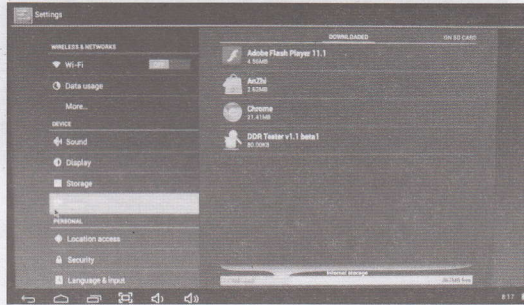 Settings
WIRELESS & NETWORKS
Wi-Fi
OFF
Data usage
More...
DEVICE
Sound
Display
Storage
PERSONAL
Location access
Security
Language & input
DOWNLOADED
ON SD CARD
Adobe Flash Player 11.1
4.56MB
AnZhi
2.62MB
Chrome
21.41MB
DDR Tester v1.1 beta1
80.00KB
Internal storage
free
8:17